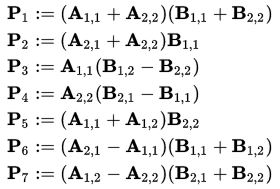 P₁ := (A₁,₁ + A₂,₂)(B₁,₁ + B₂,₂)
P₂ := (A₂,₁ + A₂,₂)B₁,₁
P₃ := A₁,₁(B₁,₂ − B₂,₂)
P₄ := A₂,₂(B₂,₁ − B₁,₁)
P₅ := (A₁,₁ + A₁,₂)B₂,₂
P₆ := (A₂,₁ − A₁,₁)(B₁,₁ + B₁,₂)
P₇ := (A₁,₂ − A₂,₂)(B₂,₁ + B₂,₂)